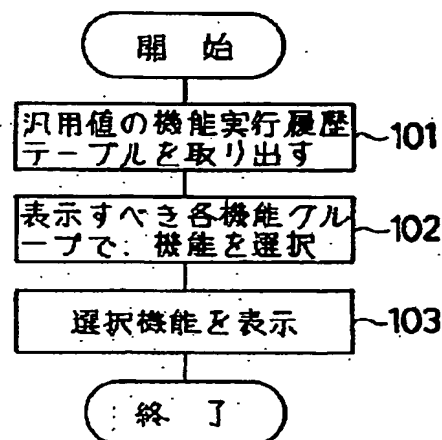 開 始
汎用値の機能実行履歴
テーブルを取り出す
101
表示すべき各機能グル
ープで、機能を選択
102
選択機能を表示
103
終 了